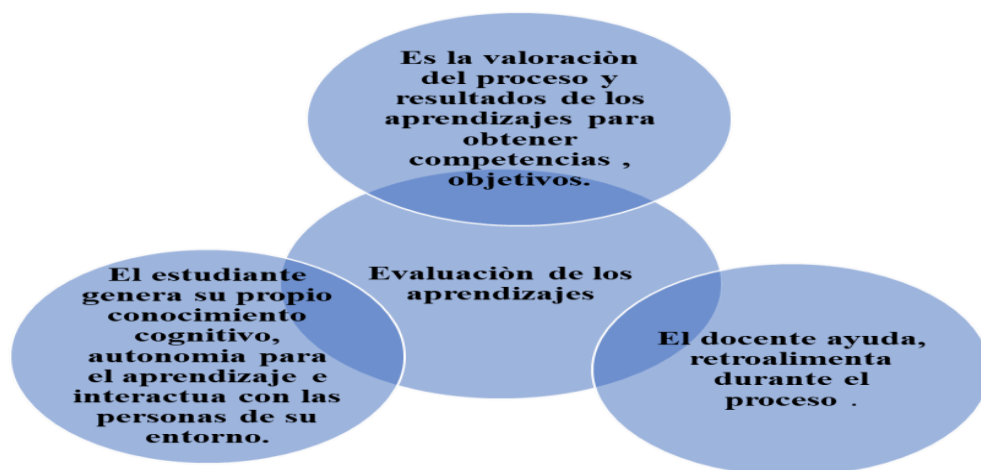 Es la valoraciòn
del proceso y
resultados de los
aprendizajes para
obtener
competencias ,
objetivos.
Evaluaciòn de los
aprendizajes
El estudiante
genera su propio
conocimiento
cognitivo,
autonomia para
el aprendizaje e
interactua con las
personas de su
entorno.
El docente ayuda,
retroalimenta
durante el
proceso .